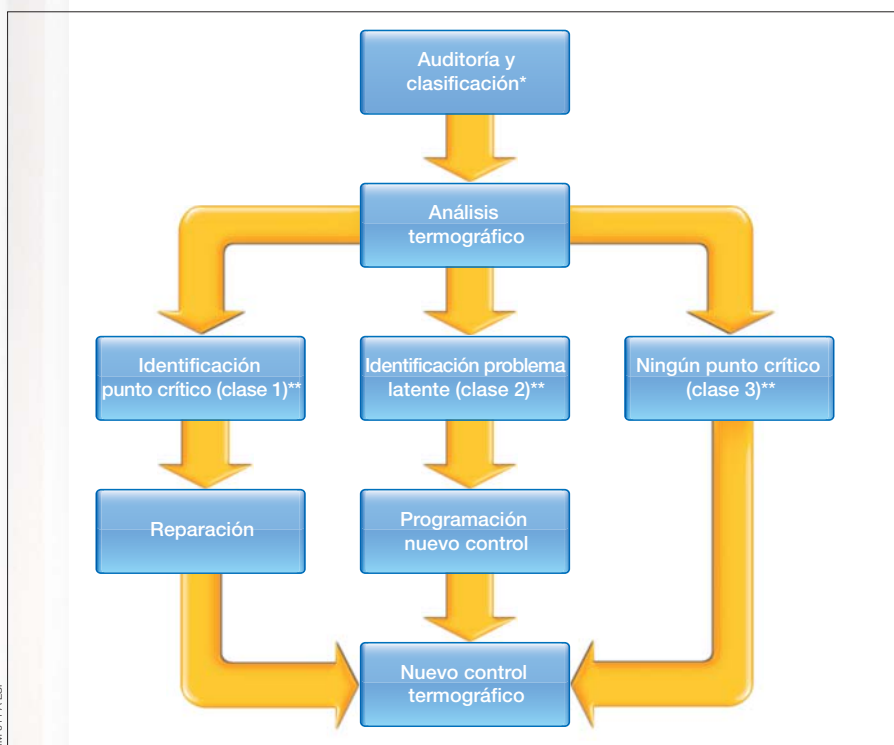 Auditoría y
clasificación*
Análisis
termográfico
Identificación
punto crítico (clase 1)**
Identificación problema
latente (clase 2)**
Ningún punto crítico
(clase 3)**
Reparación
Programación
nuevo control
Nuevo control
termográfico